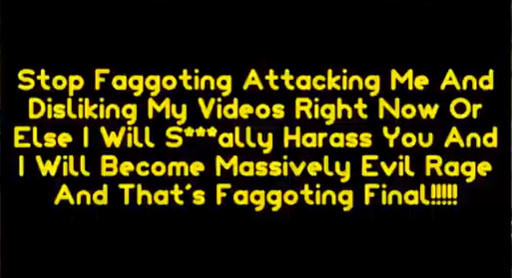 Stop Faggoting Attacking Me And
Disliking My Videos Right Now Or
Else I Will S***ally Harass You And
I Will Become Massively Evil Rage
And That's Faggoting Final!!!!!